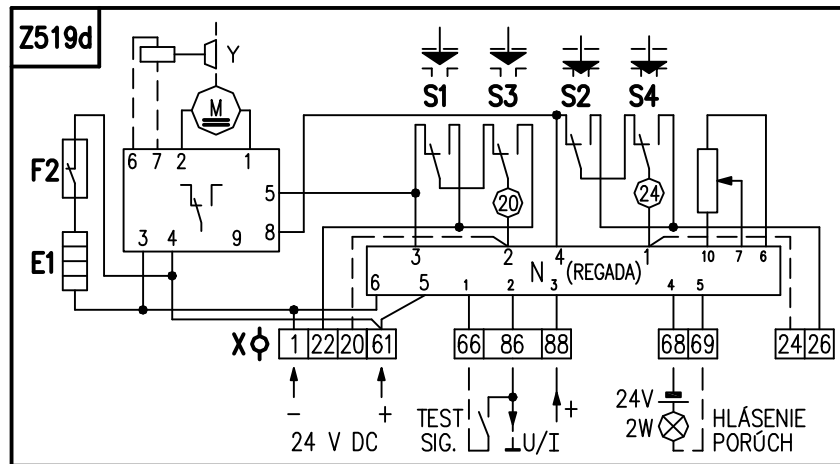 Z519d
Y
M
S1 S3 S2 S4
6 7 2 1
F2
5
20 24
8
3 4 9
E1
3 2 4 1 10 7 6
N (REGADA)
6 5 1 2 3 4 5
X 1 22 20 61 66 86 88 68 69 24 26
- + + 24V
TEST SIG. U/I 2W HLÁSENIE PORÚCH
24 V DC